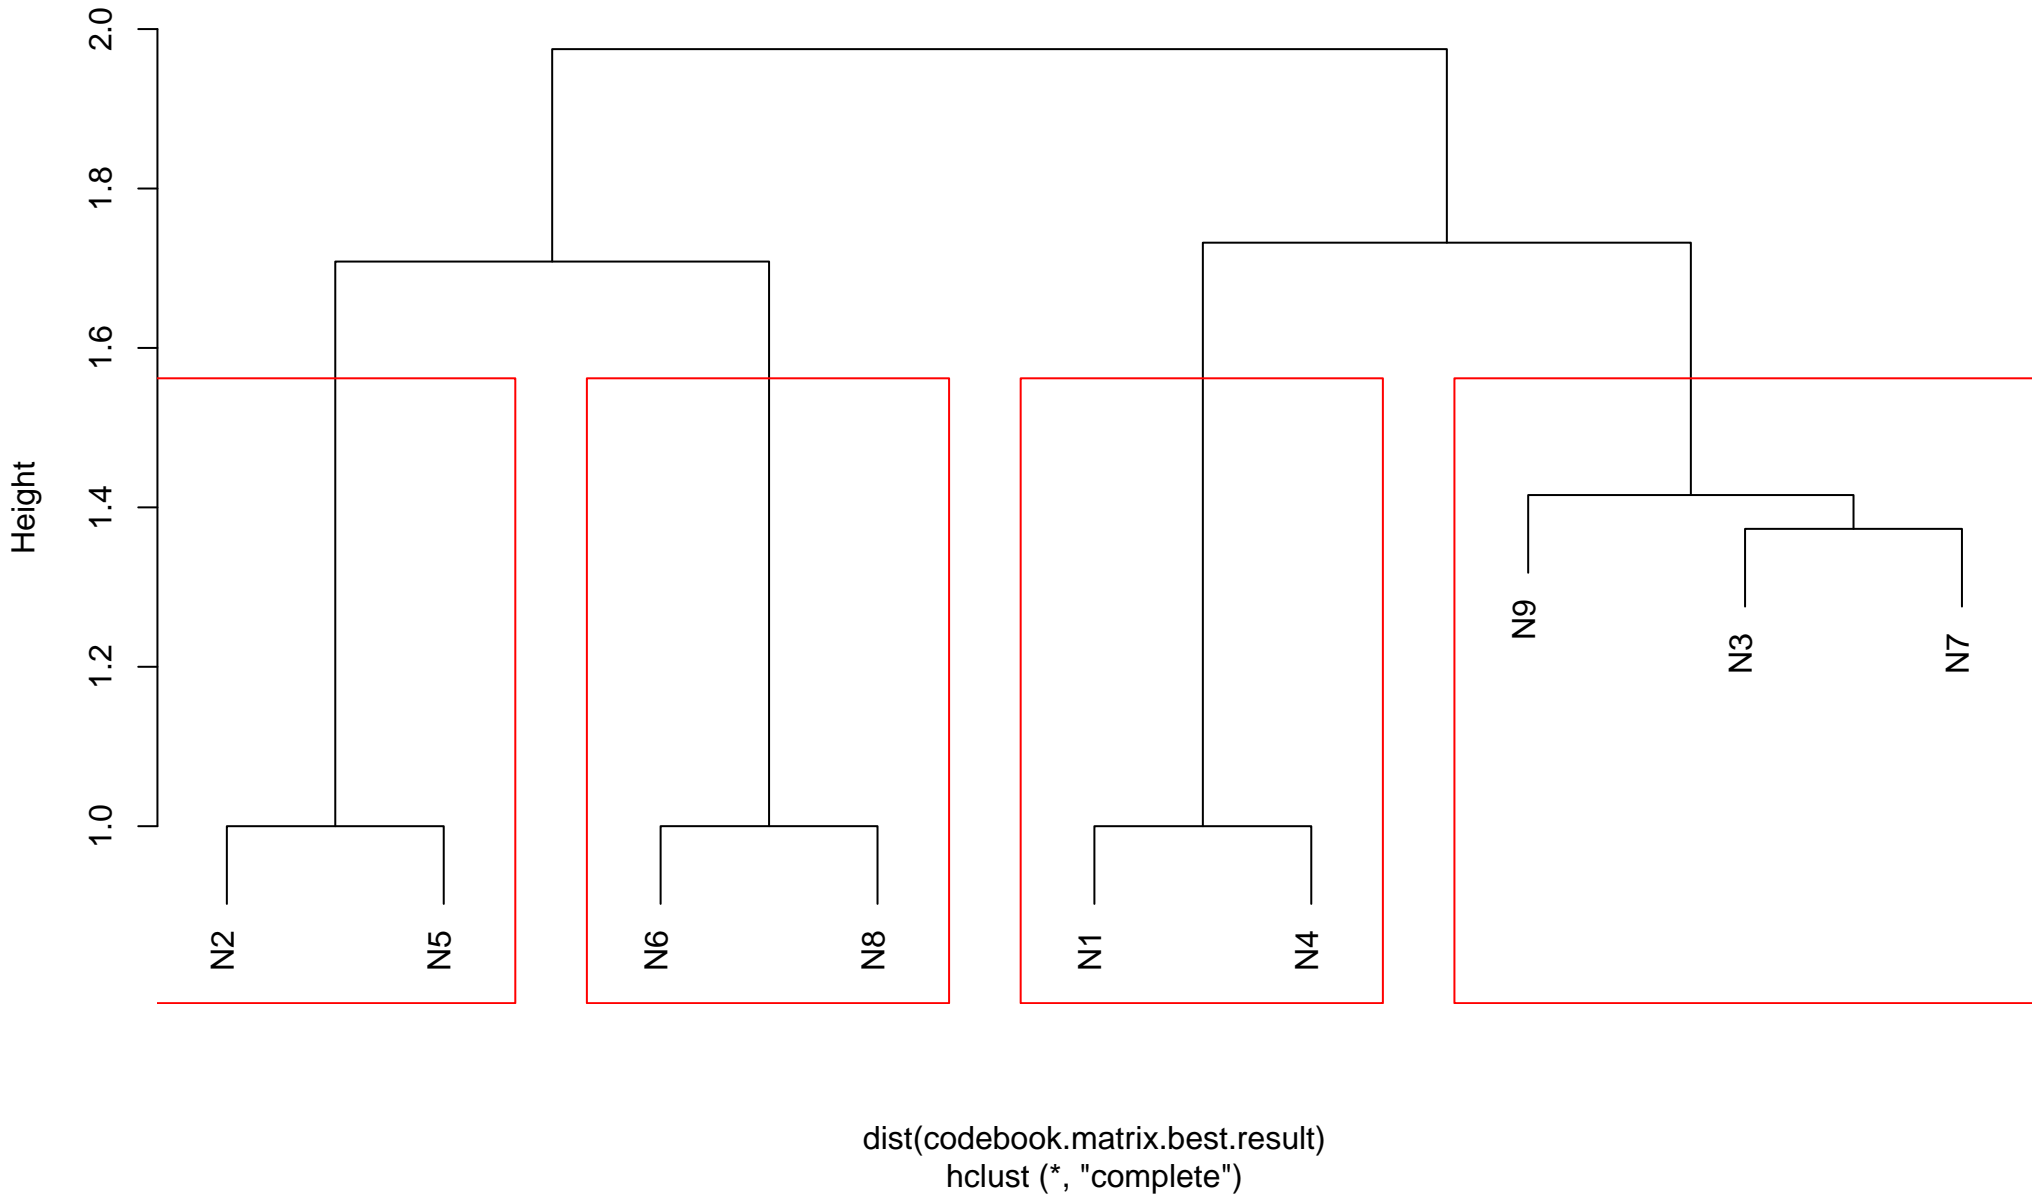 2.0
1.8
1.6
1.4
1.2
1.0
Height
N9
N3
N7
N2
N5
N6
N8
N1
N4
dist(codebook.matrix.best.result)
hclust (*, "complete")